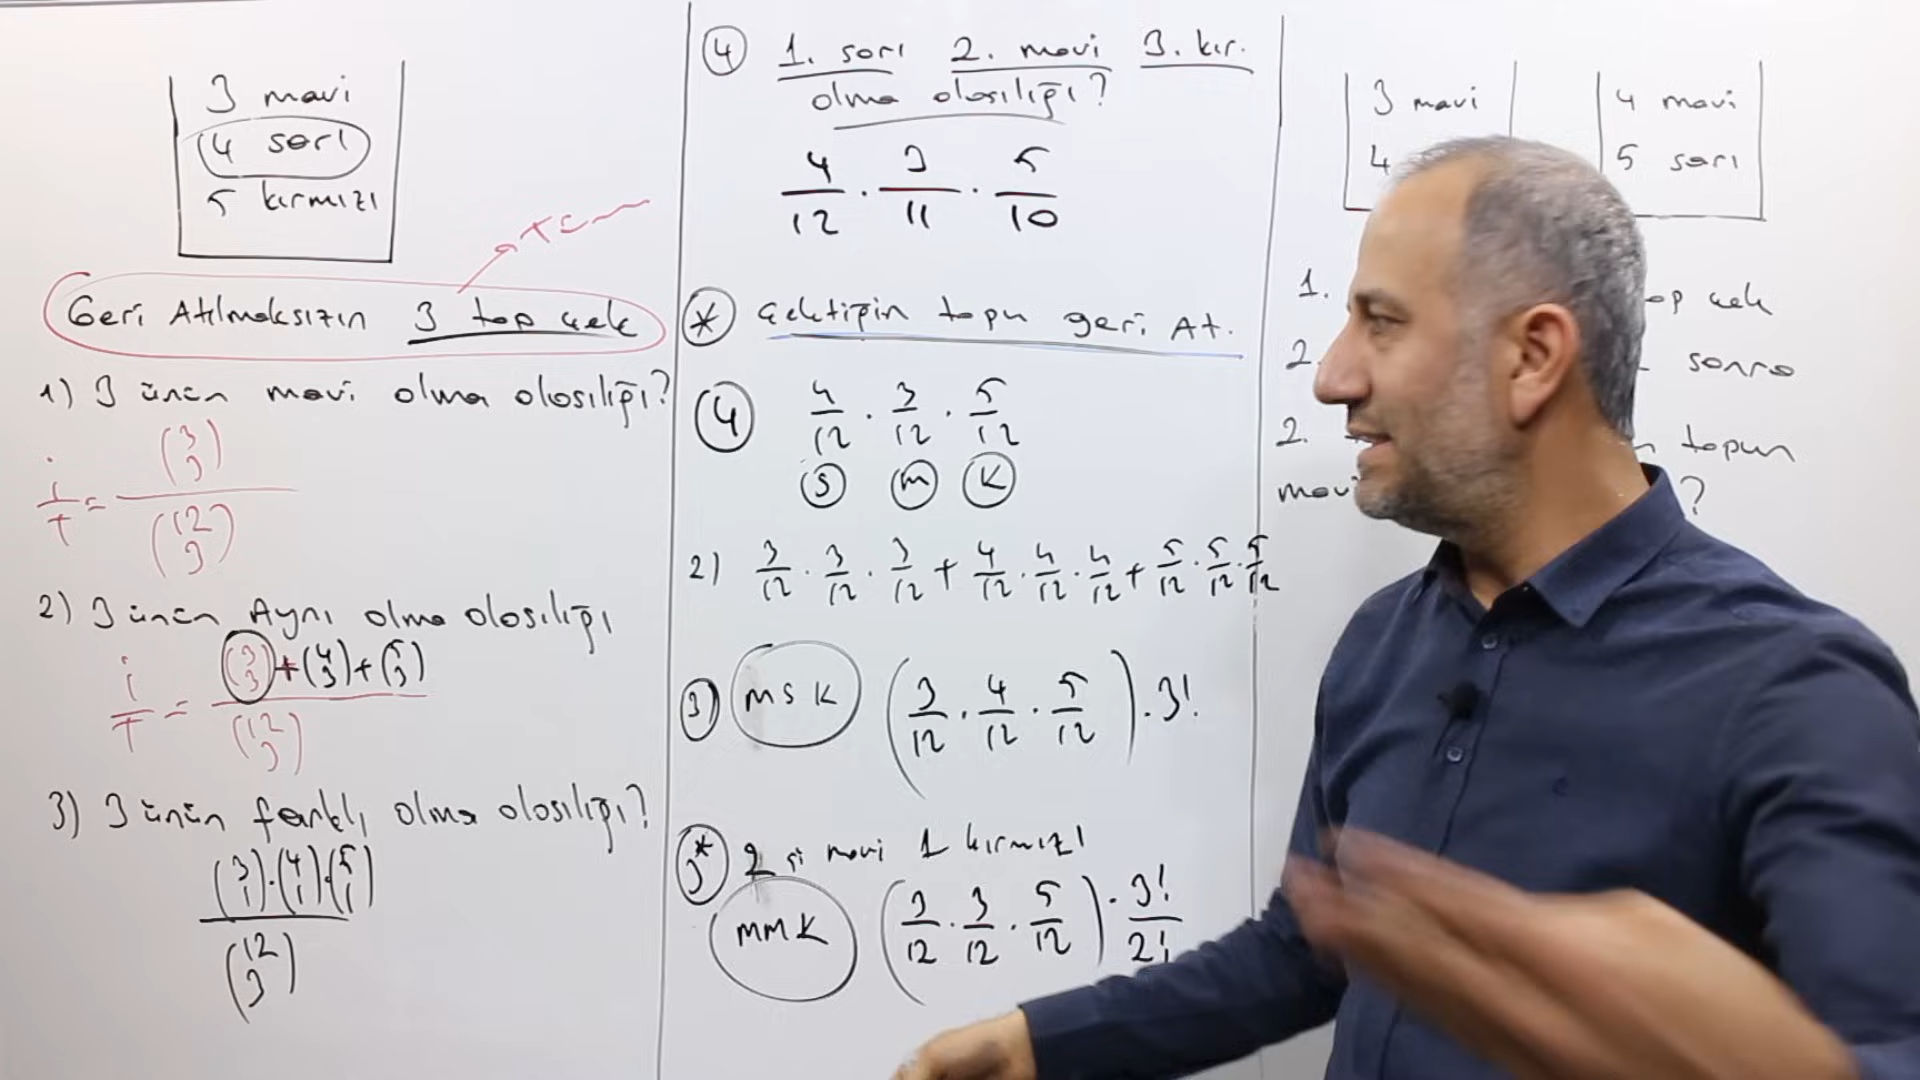 3 mavi
4 sarı
5 kırmızı
Geri Atılmaksızın 3 top çek
1) 3 ünün mavi olma olasılığı?
i/T = (3 3) / (12 3)
2) 3 ünün Aynı olma olasılığı
i/T = (3 3) + (4 3) + (5 3) / (12 3)
3) 3 ünün farklı olma olasılığı?
(3 1) . (4 1) . (5 1) / (12 3)
4 1. sarı 2. mavi 3. kır.
olma olasılığı?
4/12 . 3/11 . 5/10
* Çektiğin topu geri At.
4 4/12 . 3/12 . 5/12
S M K
2) 3/12 . 3/12 . 3/12 + 4/12 . 4/12 . 4/12 + 5/12 . 5/12 . 5/12
3 M S K (3/12 . 4/12 . 5/12) . 3!
3* 2 si mavi 1 kırmızı
M M K (3/12 . 3/12 . 5/12) . 3!/2!
3 mavi
4
4 mavi
5 sarı
1. çek
2. sonra
2. topun
?